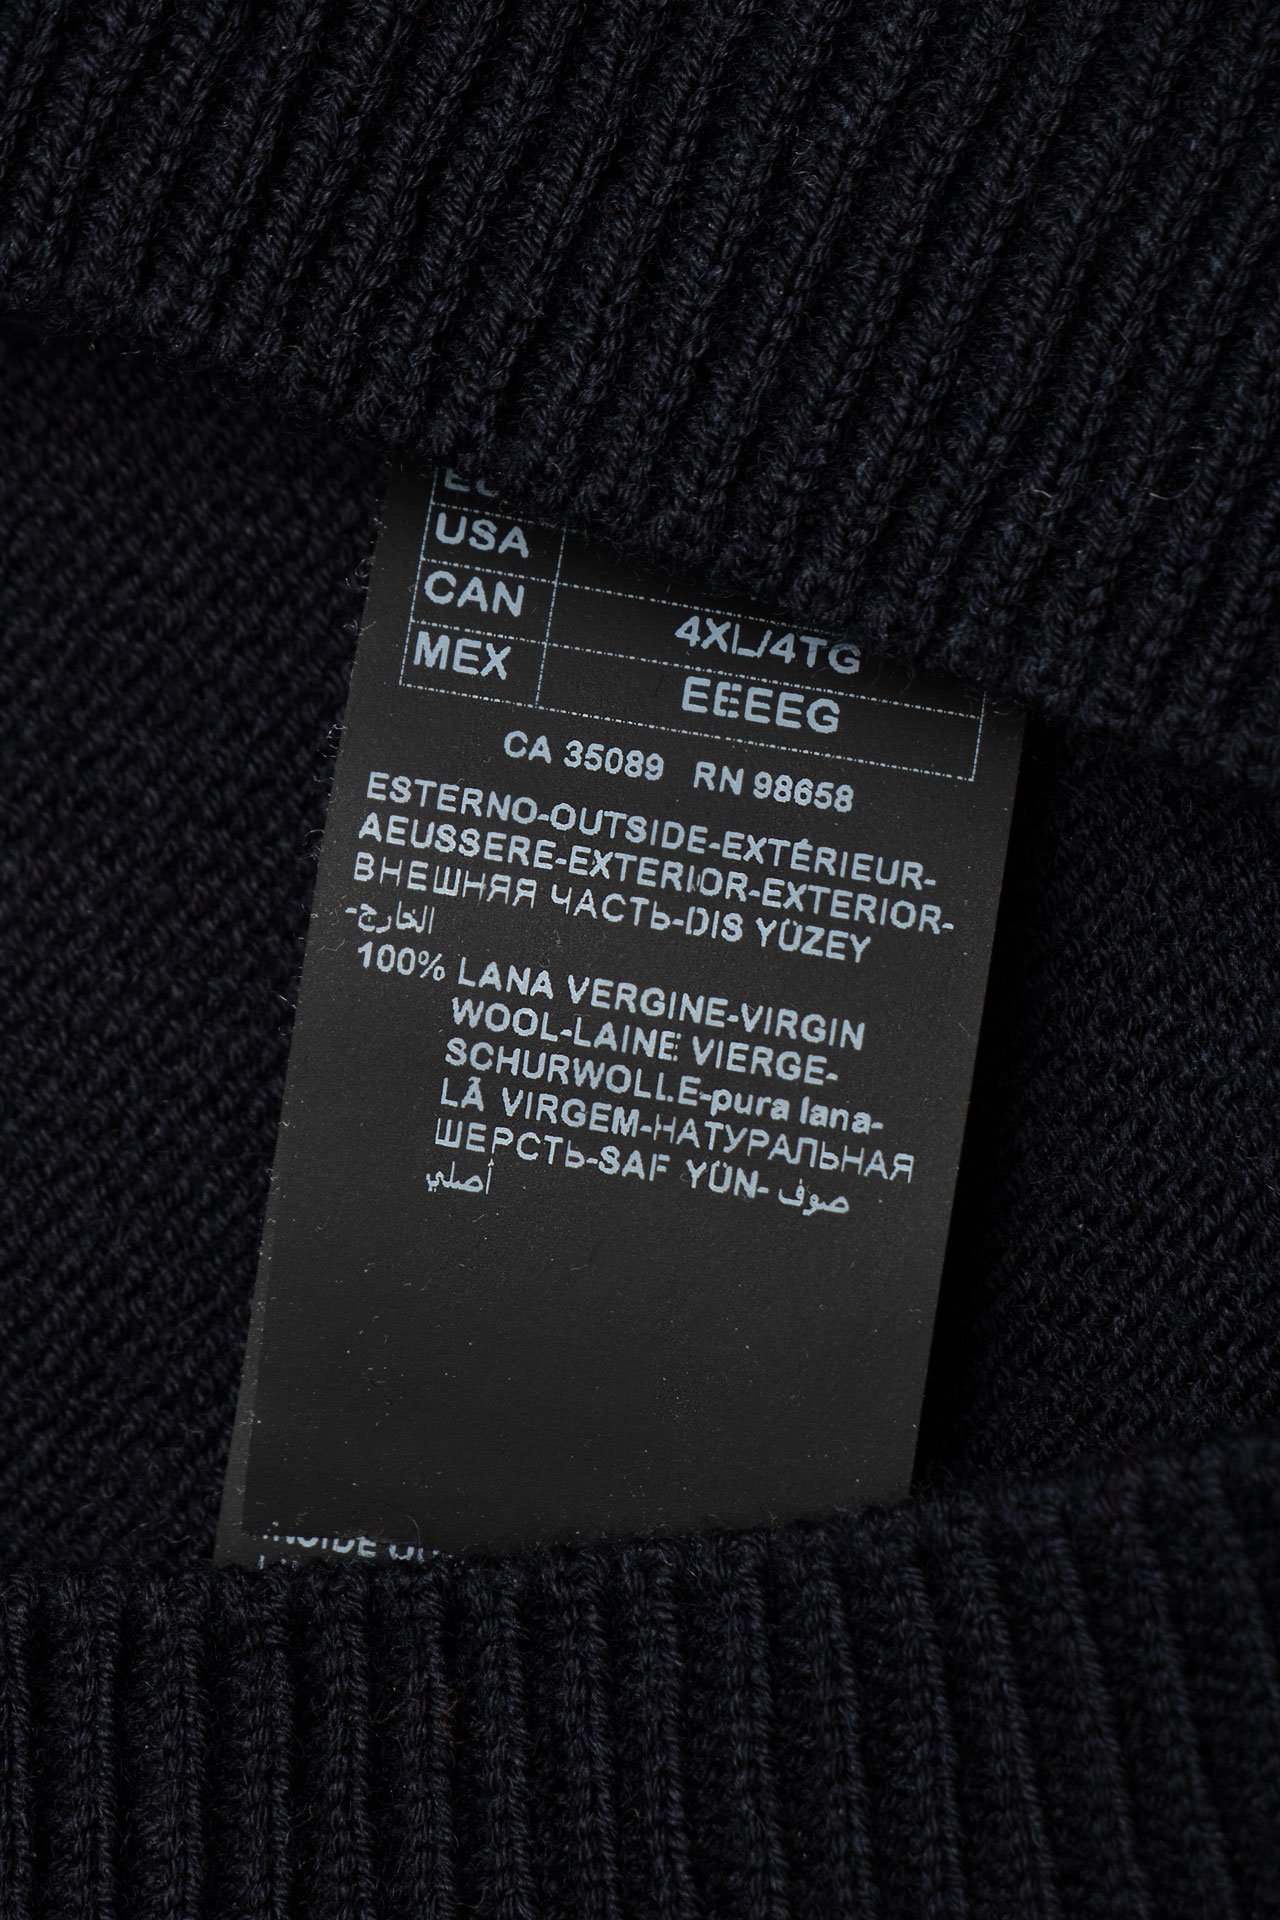 USA
CAN 4XL/4TG
MEX EEEEG
CA 35089 RN 98658
ESTERNO-OUTSIDE-EXTÉRIEUR-
AEUSSERE-EXTERIOR-EXTERIOR-
ВНЕШНЯЯ ЧАСТЬ-DIS YÜZEY
-الخارج
100% LANA VERGINE-VIRGIN
WOOL-LAINE VIERGE-
SCHURWOLLE-pura lana-
LÃ VIRGEM-НАТУРАЛЬНАЯ
ШЕРСТЬ-SAF YÜN- صوف
أصلي
INSIDE